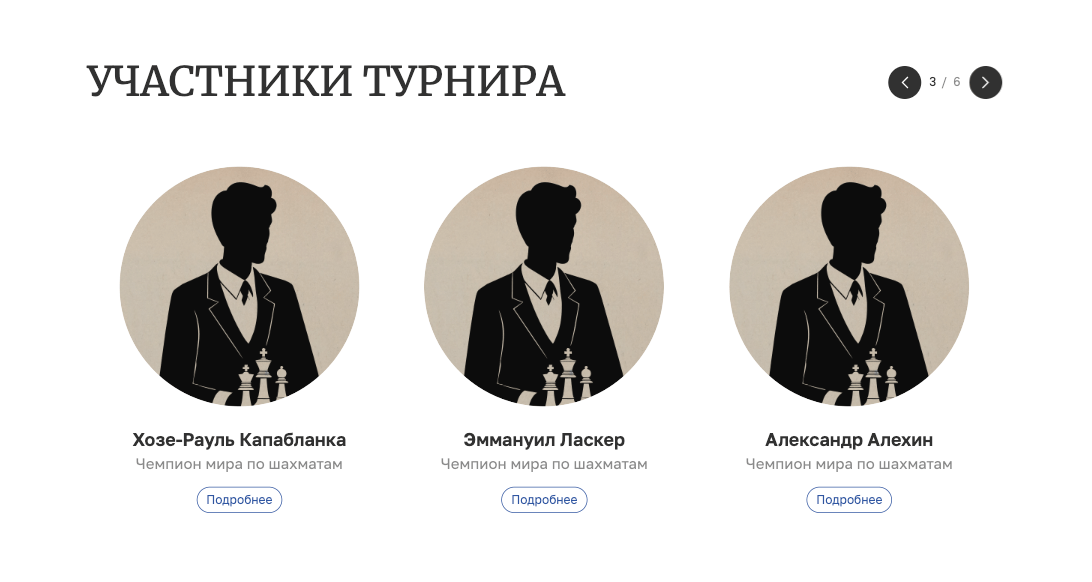 УЧАСТНИКИ ТУРНИРА
3 / 6
Хозе-Рауль Капабланка
Чемпион мира по шахматам
Подробнее
Эммануил Ласкер
Чемпион мира по шахматам
Подробнее
Александр Алехин
Чемпион мира по шахматам
Подробнее